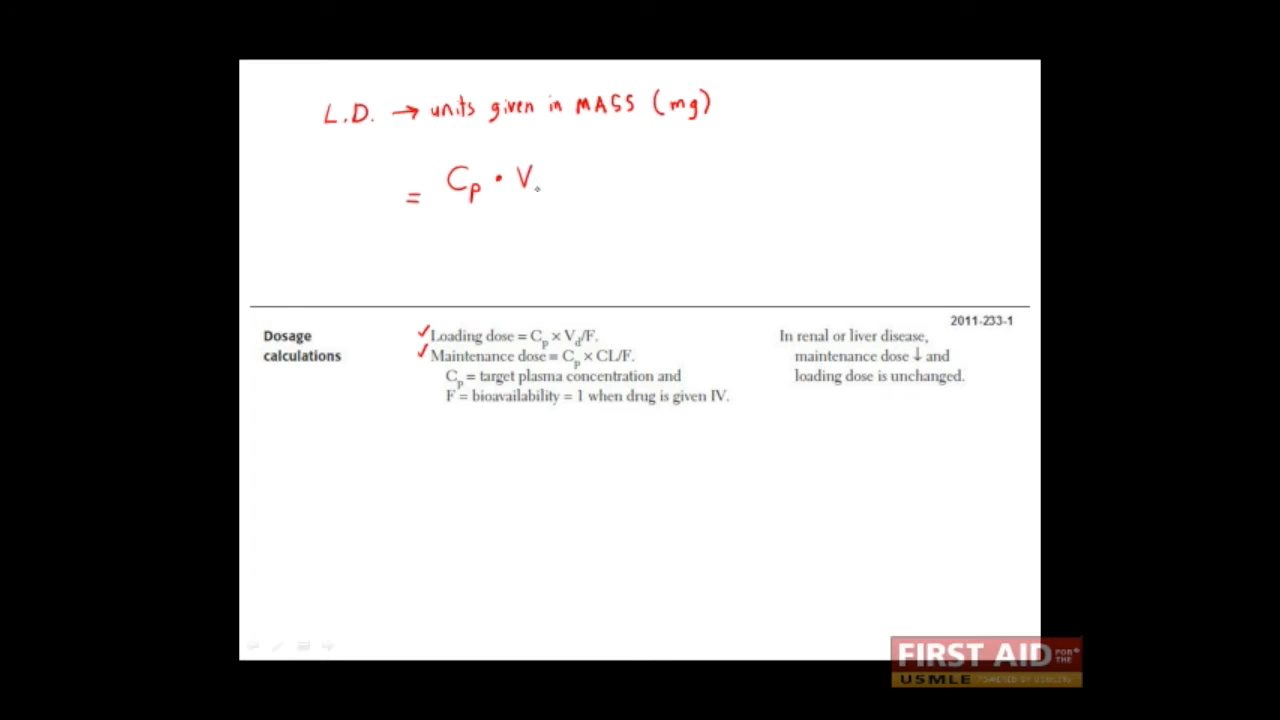 L.D. → units given in MASS (mg)
= Cp • V
2011-233-1
Dosage calculations
✓Loading dose = Cp × Vd/F.
✓Maintenance dose = Cp × CL/F.
Cp = target plasma concentration and
F = bioavailability = 1 when drug is given IV.
In renal or liver disease,
maintenance dose ↓ and
loading dose is unchanged.
FIRST AID FOR THE
USMLE